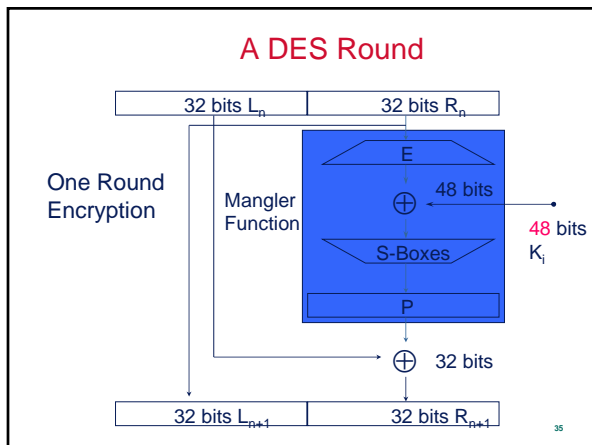 A DES Round
32 bits Lₙ 32 bits Rₙ
E
One Round
Encryption
Mangler
Function
48 bits
48 bits
Kᵢ
S-Boxes
P
32 bits
32 bits Lₙ₊₁ 32 bits Rₙ₊₁
35